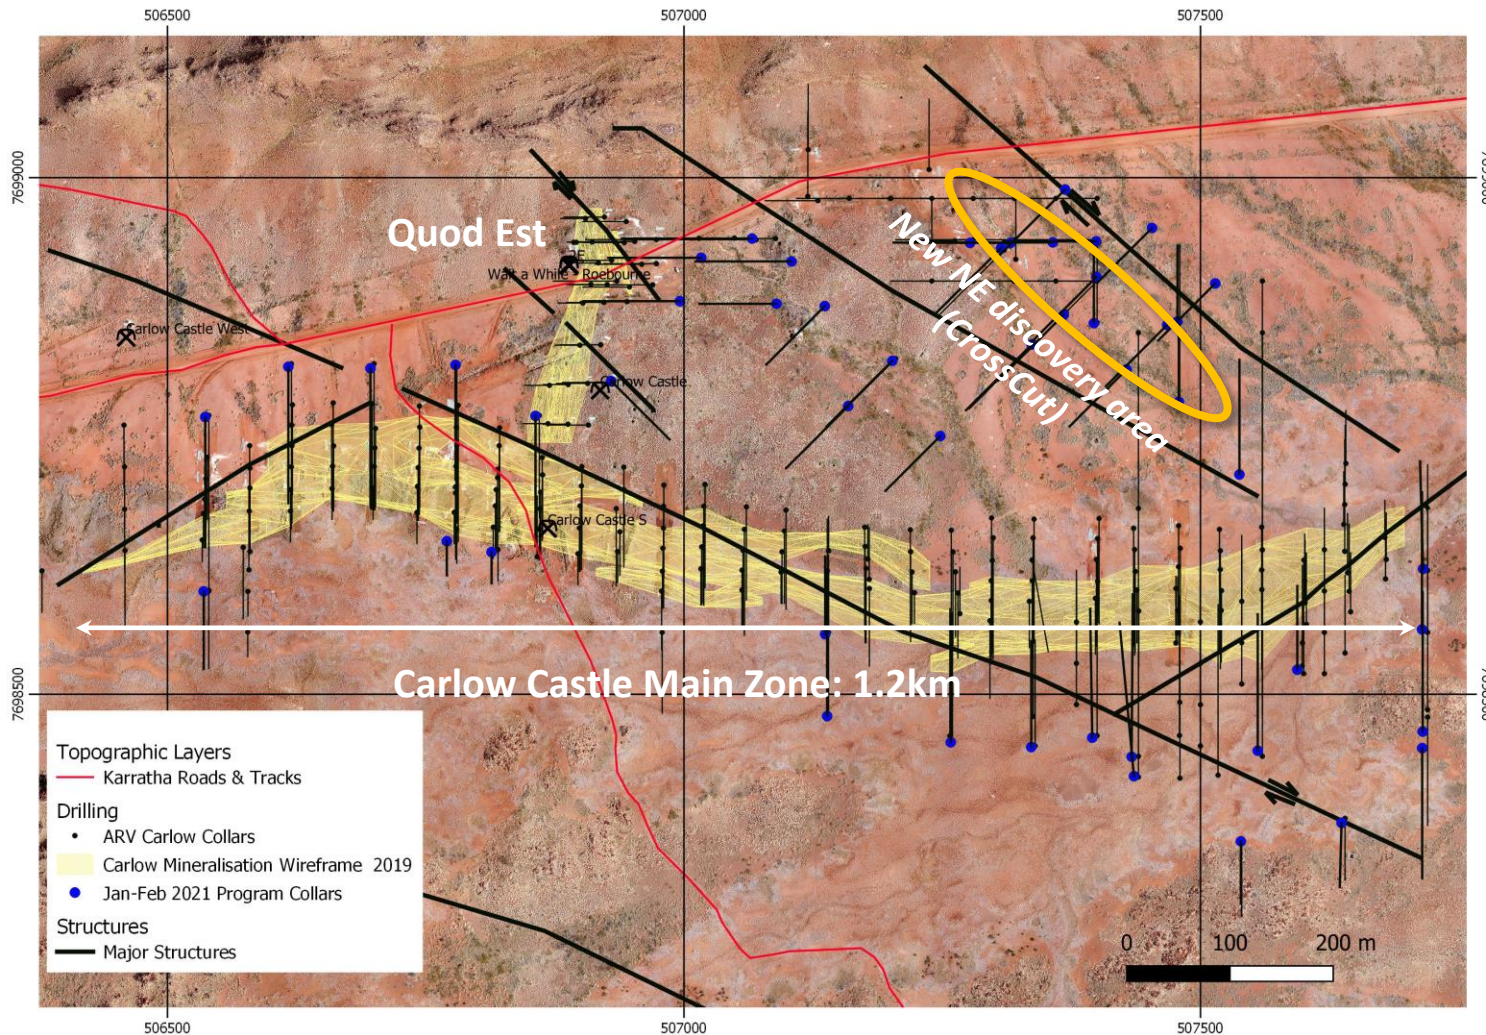 506500
507000
507500
7699000
7699000
Quod Est
Wait a While - Roebourne
New NE discovery area
(CrossCut)
Carlow Castle West
Carlow Castle
Carlow Castle S
Carlow Castle Main Zone: 1.2km
7698500
7698500
Topographic Layers
Karratha Roads & Tracks
Drilling
ARV Carlow Collars
Carlow Mineralisation Wireframe 2019
Jan-Feb 2021 Program Collars
Structures
Major Structures
0 100 200 m
506500
507000
507500